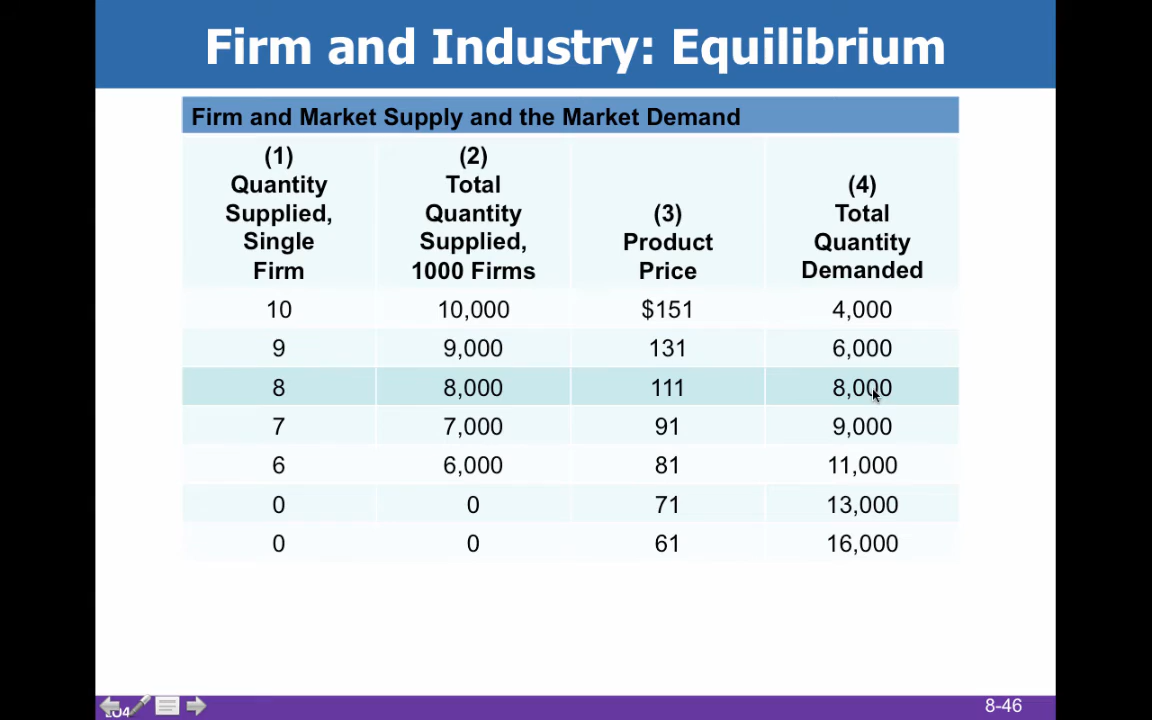 Firm and Industry: Equilibrium
Firm and Market Supply and the Market Demand
(1)
Quantity
Supplied,
Single
Firm
(2)
Total
Quantity
Supplied,
1000 Firms
(3)
Product
Price
(4)
Total
Quantity
Demanded
10 10,000 $151 4,000
9 9,000 131 6,000
8 8,000 111 8,000
7 7,000 91 9,000
6 6,000 81 11,000
0 0 71 13,000
0 0 61 16,000
8-46